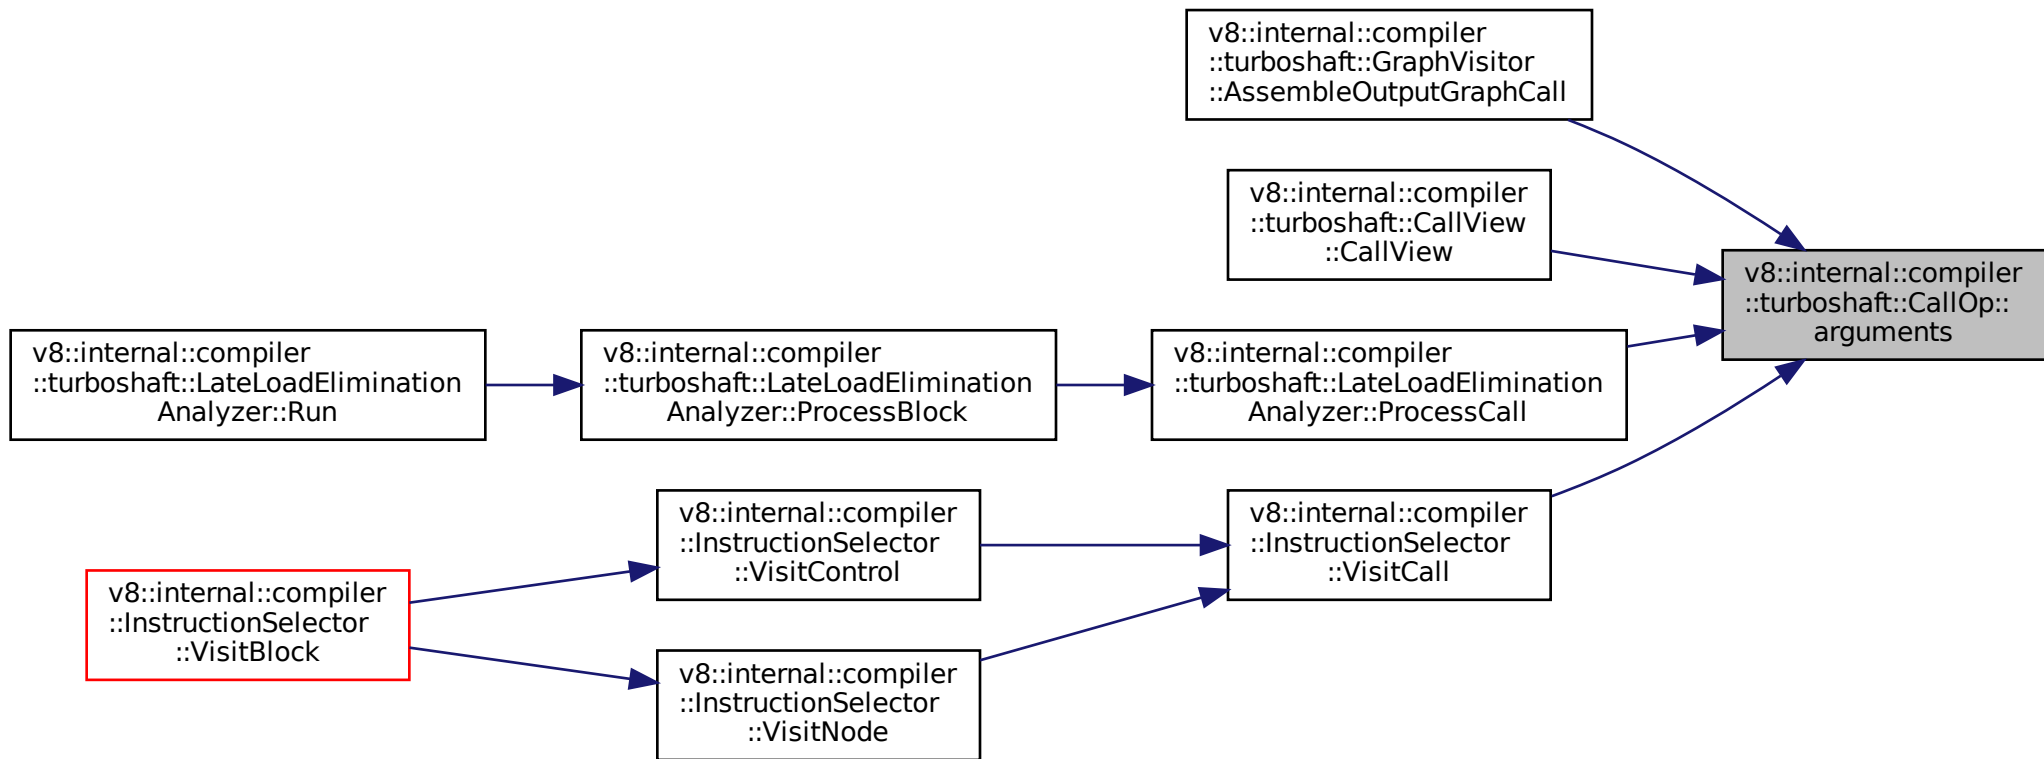 v8::internal::compiler
::turboshaft::GraphVisitor
::AssembleOutputGraphCall
v8::internal::compiler
::turboshaft::CallView
::CallView
v8::internal::compiler
::turboshaft::CallOp::
arguments
v8::internal::compiler
::turboshaft::LateLoadElimination
Analyzer::Run
v8::internal::compiler
::turboshaft::LateLoadElimination
Analyzer::ProcessBlock
v8::internal::compiler
::turboshaft::LateLoadElimination
Analyzer::ProcessCall
v8::internal::compiler
::InstructionSelector
::VisitControl
v8::internal::compiler
::InstructionSelector
::VisitCall
v8::internal::compiler
::InstructionSelector
::VisitBlock
v8::internal::compiler
::InstructionSelector
::VisitNode